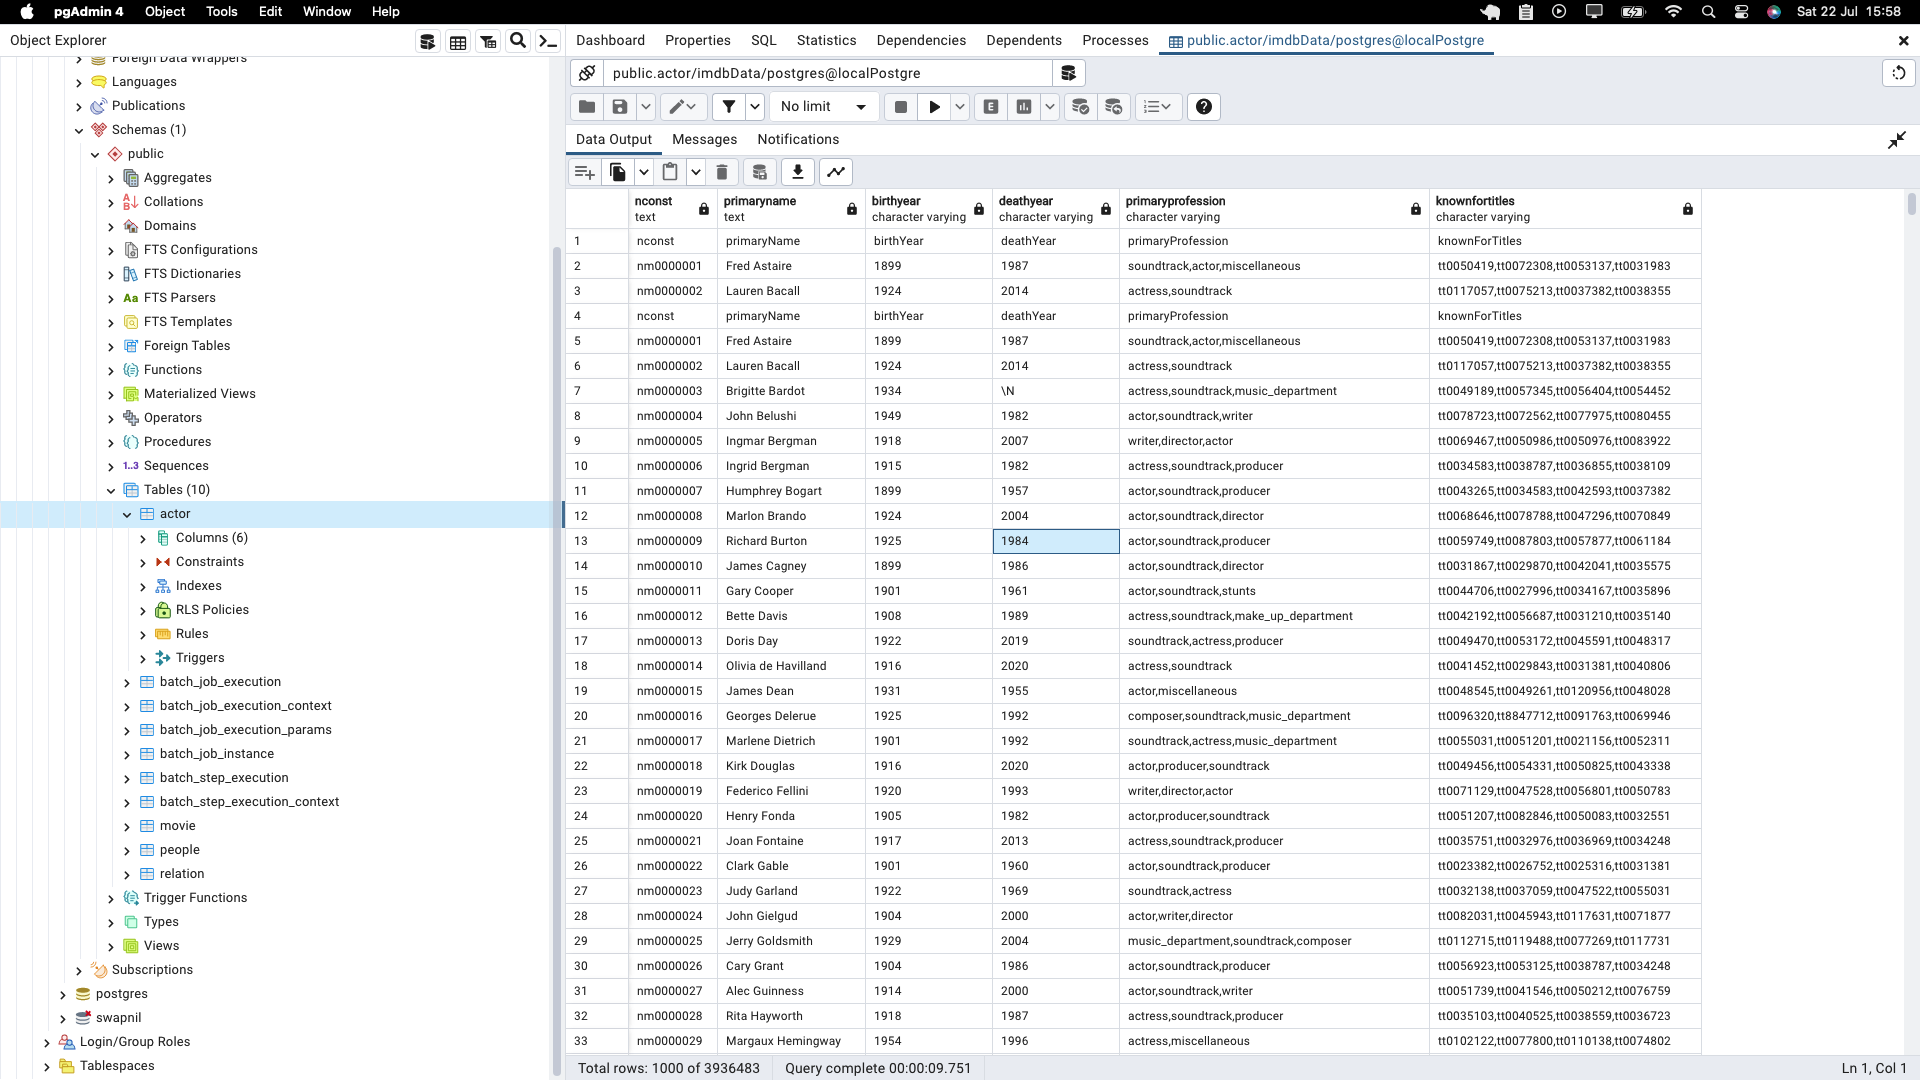 pgAdmin 4 Object Tools Edit Window Help Sat 22 Jul 15:58
Object Explorer
Dashboard Properties SQL Statistics Dependencies Dependents Processes public.actor/imdbData/postgres@localPostgre
Foreign Data Wrappers
Languages
Publications
Schemas (1)
public
Aggregates
Collations
Domains
FTS Configurations
FTS Dictionaries
Aa FTS Parsers
FTS Templates
Foreign Tables
Functions
Materialized Views
Operators
Procedures
1..3 Sequences
Tables (10)
actor
Columns (6)
Constraints
Indexes
RLS Policies
Rules
Triggers
batch_job_execution
batch_job_execution_context
batch_job_execution_params
batch_job_instance
batch_step_execution
batch_step_execution_context
movie
people
relation
Trigger Functions
Types
Views
Subscriptions
postgres
swapnil
Login/Group Roles
Tablespaces
public.actor/imdbData/postgres@localPostgre
No limit E
Data Output Messages Notifications
nconst primaryname birthyear deathyear primaryprofession knownfortitles
text text character varying character varying character varying character varying
1 nconst primaryName birthYear deathYear primaryProfession knownForTitles
2 nm0000001 Fred Astaire 1899 1987 soundtrack,actor,miscellaneous tt0050419,tt0072308,tt0053137,tt0031983
3 nm0000002 Lauren Bacall 1924 2014 actress,soundtrack tt0117057,tt0075213,tt0037382,tt0038355
4 nconst primaryName birthYear deathYear primaryProfession knownForTitles
5 nm0000001 Fred Astaire 1899 1987 soundtrack,actor,miscellaneous tt0050419,tt0072308,tt0053137,tt0031983
6 nm0000002 Lauren Bacall 1924 2014 actress,soundtrack tt0117057,tt0075213,tt0037382,tt0038355
7 nm0000003 Brigitte Bardot 1934 \N actress,soundtrack,music_department tt0049189,tt0057345,tt0056404,tt0054452
8 nm0000004 John Belushi 1949 1982 actor,soundtrack,writer tt0078723,tt0072562,tt0077975,tt0080455
9 nm0000005 Ingmar Bergman 1918 2007 writer,director,actor tt0069467,tt0050986,tt0050976,tt0083922
10 nm0000006 Ingrid Bergman 1915 1982 actress,soundtrack,producer tt0034583,tt0038787,tt0036855,tt0038109
11 nm0000007 Humphrey Bogart 1899 1957 actor,soundtrack,producer tt0043265,tt0034583,tt0042593,tt0037382
12 nm0000008 Marlon Brando 1924 2004 actor,soundtrack,director tt0068646,tt0078788,tt0047296,tt0070849
13 nm0000009 Richard Burton 1925 1984 actor,soundtrack,producer tt0059749,tt0087803,tt0057877,tt0061184
14 nm0000010 James Cagney 1899 1986 actor,soundtrack,director tt0031867,tt0029870,tt0042041,tt0035575
15 nm0000011 Gary Cooper 1901 1961 actor,soundtrack,stunts tt0044706,tt0027996,tt0034167,tt0035896
16 nm0000012 Bette Davis 1908 1989 actress,soundtrack,make_up_department tt0042192,tt0056687,tt0031210,tt0035140
17 nm0000013 Doris Day 1922 2019 soundtrack,actress,producer tt0049470,tt0053172,tt0045591,tt0048317
18 nm0000014 Olivia de Havilland 1916 2020 actress,soundtrack tt0041452,tt0029843,tt0031381,tt0040806
19 nm0000015 James Dean 1931 1955 actor,miscellaneous tt0048545,tt0049261,tt0120956,tt0048028
20 nm0000016 Georges Delerue 1925 1992 composer,soundtrack,music_department tt0096320,tt8847712,tt0091763,tt0069946
21 nm0000017 Marlene Dietrich 1901 1992 soundtrack,actress,music_department tt0055031,tt0051201,tt0021156,tt0052311
22 nm0000018 Kirk Douglas 1916 2020 actor,producer,soundtrack tt0049456,tt0054331,tt0050825,tt0043338
23 nm0000019 Federico Fellini 1920 1993 writer,director,actor tt0071129,tt0047528,tt0056801,tt0050783
24 nm0000020 Henry Fonda 1905 1982 actor,producer,soundtrack tt0051207,tt0082846,tt0050083,tt0032551
25 nm0000021 Joan Fontaine 1917 2013 actress,soundtrack,producer tt0035751,tt0032976,tt0036969,tt0034248
26 nm0000022 Clark Gable 1901 1960 actor,soundtrack,producer tt0023382,tt0026752,tt0025316,tt0031381
27 nm0000023 Judy Garland 1922 1969 soundtrack,actress tt0032138,tt0037059,tt0047522,tt0055031
28 nm0000024 John Gielgud 1904 2000 actor,writer,director tt0082031,tt0045943,tt0117631,tt0071877
29 nm0000025 Jerry Goldsmith 1929 2004 music_department,soundtrack,composer tt0112715,tt0119488,tt0077269,tt0117731
30 nm0000026 Cary Grant 1904 1986 actor,soundtrack,producer tt0056923,tt0053125,tt0038787,tt0034248
31 nm0000027 Alec Guinness 1914 2000 actor,soundtrack,writer tt0051739,tt0041546,tt0050212,tt0076759
32 nm0000028 Rita Hayworth 1918 1987 actress,soundtrack,producer tt0035103,tt0040525,tt0038559,tt0036723
33 nm0000029 Margaux Hemingway 1954 1996 actress,miscellaneous tt0102122,tt0077800,tt0110138,tt0074802
Total rows: 1000 of 3936483 Query complete 00:00:09.751 Ln 1, Col 1